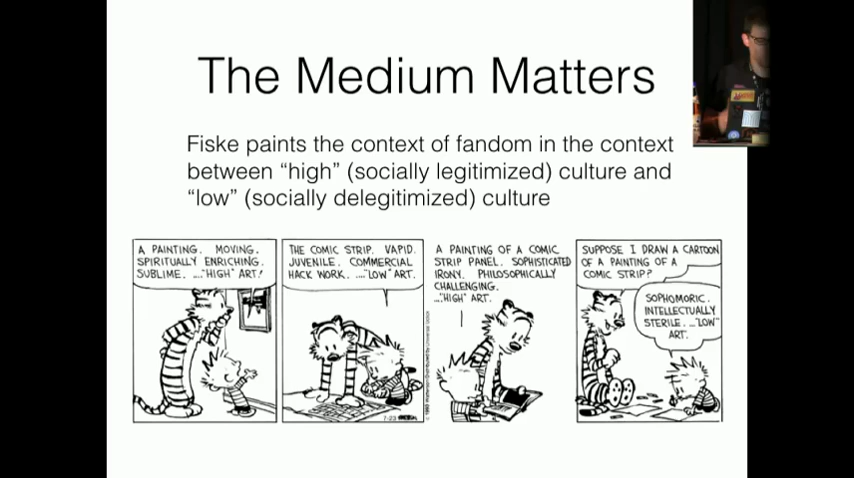 The Medium Matters
Fiske paints the context of fandom in the context
between “high” (socially legitimized) culture and
“low” (socially delegitimized) culture
A PAINTING. MOVING.
SPIRITUALLY ENRICHING.
SUBLIME. ...."HIGH" ART!
THE COMIC STRIP. VAPID.
JUVENILE. COMMERCIAL
HACK WORK. ...."LOW" ART.
A PAINTING OF A COMIC
STRIP PANEL. SOPHISTICATED
IRONY. PHILOSOPHICALLY
CHALLENGING.
...."HIGH" ART.
SUPPOSE I DRAW A CARTOON
OF A PAINTING OF A
COMIC STRIP?
SOPHOMORIC.
INTELLECTUALLY
STERILE. ..."LOW"
ART.
7-23